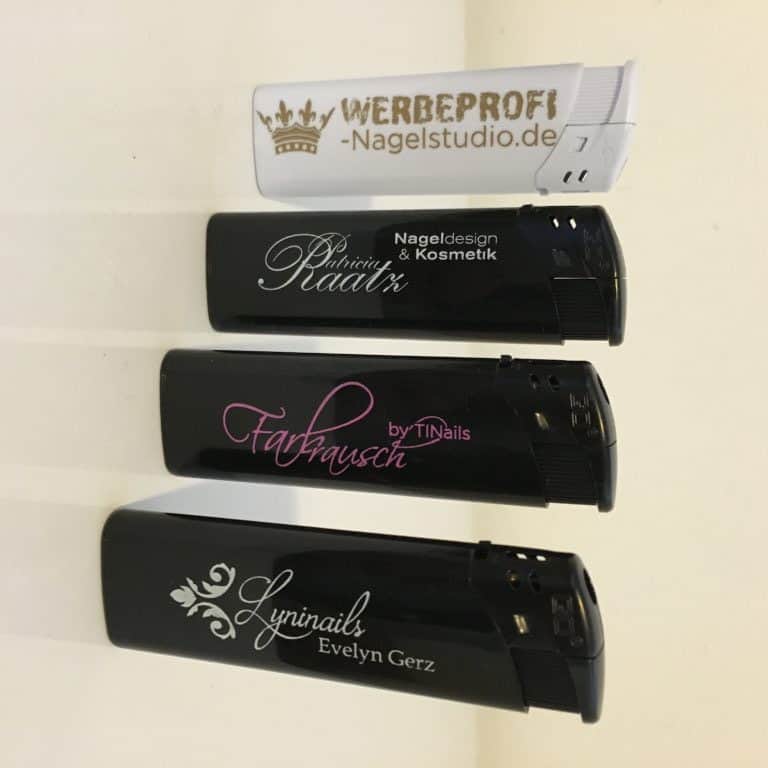 WERBEPROFI
-Nagelstudio.de
Patricia
Raatz
Nageldesign
& Kosmetik
Farbrausch
by TINails
Lyninails
Evelyn Gerz